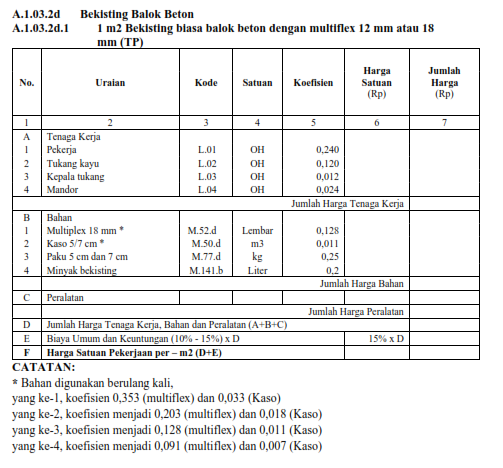 A.1.03.2d Bekisting Balok Beton
A.1.03.2d.1 1 m2 Bekisting biasa balok beton dengan multiflex 12 mm atau 18
mm (TP)
No. Uraian Kode Satuan Koefisien Harga Satuan (Rp) Jumlah Harga (Rp)
1 2 3 4 5 6 7
A Tenaga Kerja
1 Pekerja L.01 OH 0,240
2 Tukang kayu L.02 OH 0,120
3 Kepala tukang L.03 OH 0,012
4 Mandor L.04 OH 0,024
Jumlah Harga Tenaga Kerja
B Bahan
1 Multiplex 18 mm * M.52.d Lembar 0,128
2 Kaso 5/7 cm * M.50.d m3 0,011
3 Paku 5 cm dan 7 cm M.77.d kg 0,25
4 Minyak bekisting M.141.b Liter 0,2
Jumlah Harga Bahan
C Peralatan
Jumlah Harga Peralatan
D Jumlah Harga Tenaga Kerja, Bahan dan Peralatan (A+B+C)
E Biaya Umum dan Keuntungan (10% - 15%) x D 15% x D
F Harga Satuan Pekerjaan per – m2 (D+E)
CATATAN:
* Bahan digunakan berulang kali,
yang ke-1, koefisien 0,353 (multiflex) dan 0,033 (Kaso)
yang ke-2, koefisien menjadi 0,203 (multiflex) dan 0,018 (Kaso)
yang ke-3, koefisien menjadi 0,128 (multiflex) dan 0,011 (Kaso)
yang ke-4, koefisien menjadi 0,091 (multiflex) dan 0,007 (Kaso)